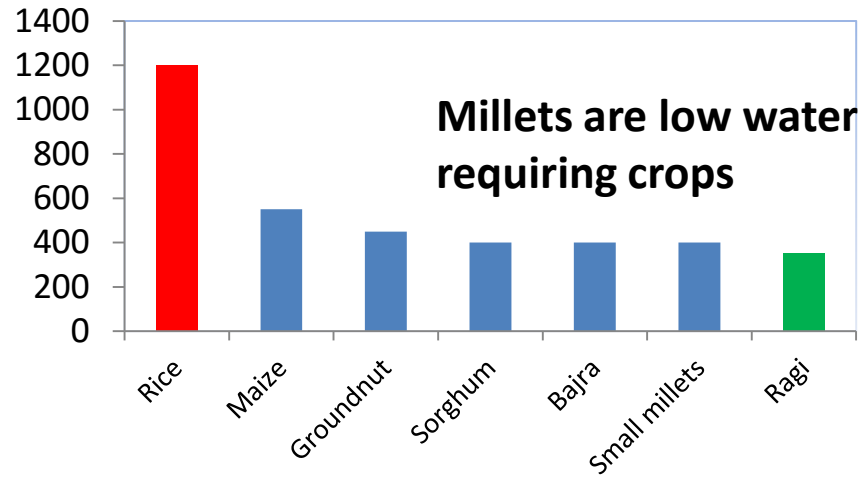 1400
1200
1000
800
600
400
200
0
Millets are low water
requiring crops
Rice
Maize
Groundnut
Sorghum
Bajra
Small millets
Ragi